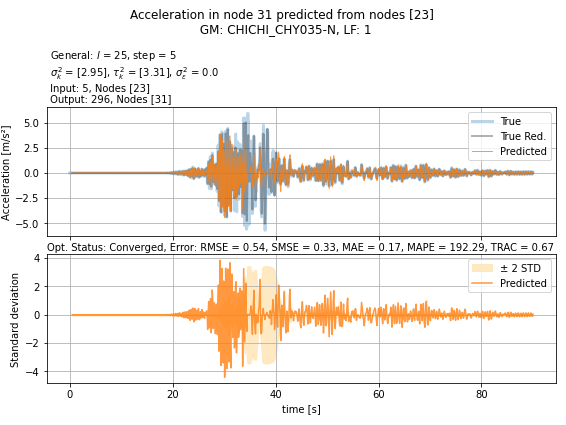 Acceleration in node 31 predicted from nodes [23]
GM: CHICHI_CHY035-N, LF: 1
General: l = 25, step = 5
σ²ₖ = [2.95], τ²ₖ = [3.31], σ²ε = 0.0
Input: 5, Nodes [23]
Output: 296, Nodes [31]
Acceleration [m/s²]
5.0
2.5
0.0
−2.5
−5.0
True
True Red.
Predicted
Opt. Status: Converged, Error: RMSE = 0.54, SMSE = 0.33, MAE = 0.17, MAPE = 192.29, TRAC = 0.67
Standard deviation
4
2
0
−2
−4
± 2 STD
Predicted
0 20 40 60 80
time [s]